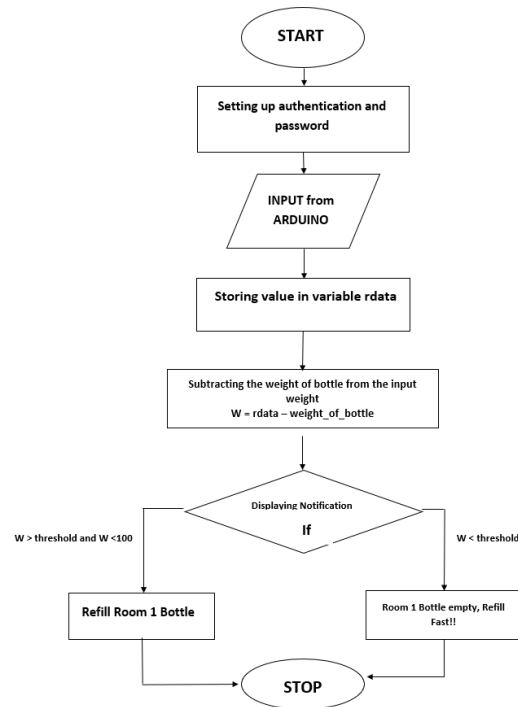 START
Setting up authentication and
password
INPUT from
ARDUINO
Storing value in variable rdata
Subtracting the weight of bottle from the input
weight
W = rdata – weight_of_bottle
Displaying Notification
If
W > threshold and W <100
W < threshold
Refill Room 1 Bottle
Room 1 Bottle empty, Refill
Fast!!
STOP